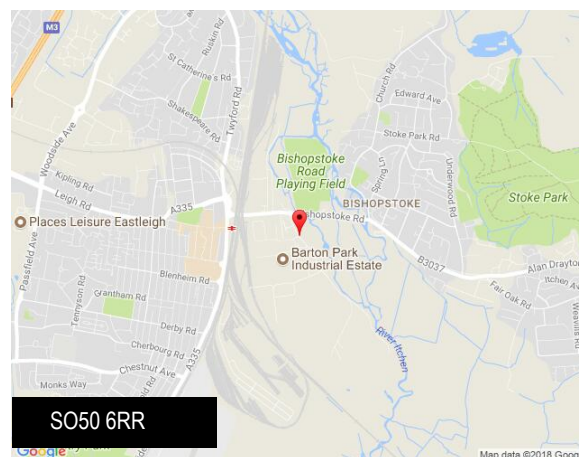 M3
Ruskin Rd
St Catherine's Rd
Shakespeare Rd
Twyford Rd
Woodside Ave
Kipling Rd
Leigh Rd
A335
Places Leisure Eastleigh
Passfield Ave
Blenheim Rd
Grantham Rd
Tennyson Rd
Derby Rd
Cherbourg Rd
Chestnut Ave
A335
Monks Way
Church Rd
Edward Ave
Stoke Park Rd
Spring Ln
Underwood Rd
Bishopstoke
Road
Playing Field
BISHOPSTOKE
Stoke Park
Bishopstoke Rd
Barton Park
Industrial Estate
B3037
Alan Drayton
Itchen Ave
Fair Oak Rd
Weavills Rd
River Itchen
SO50 6RR
Google
Map data ©2018 Goog